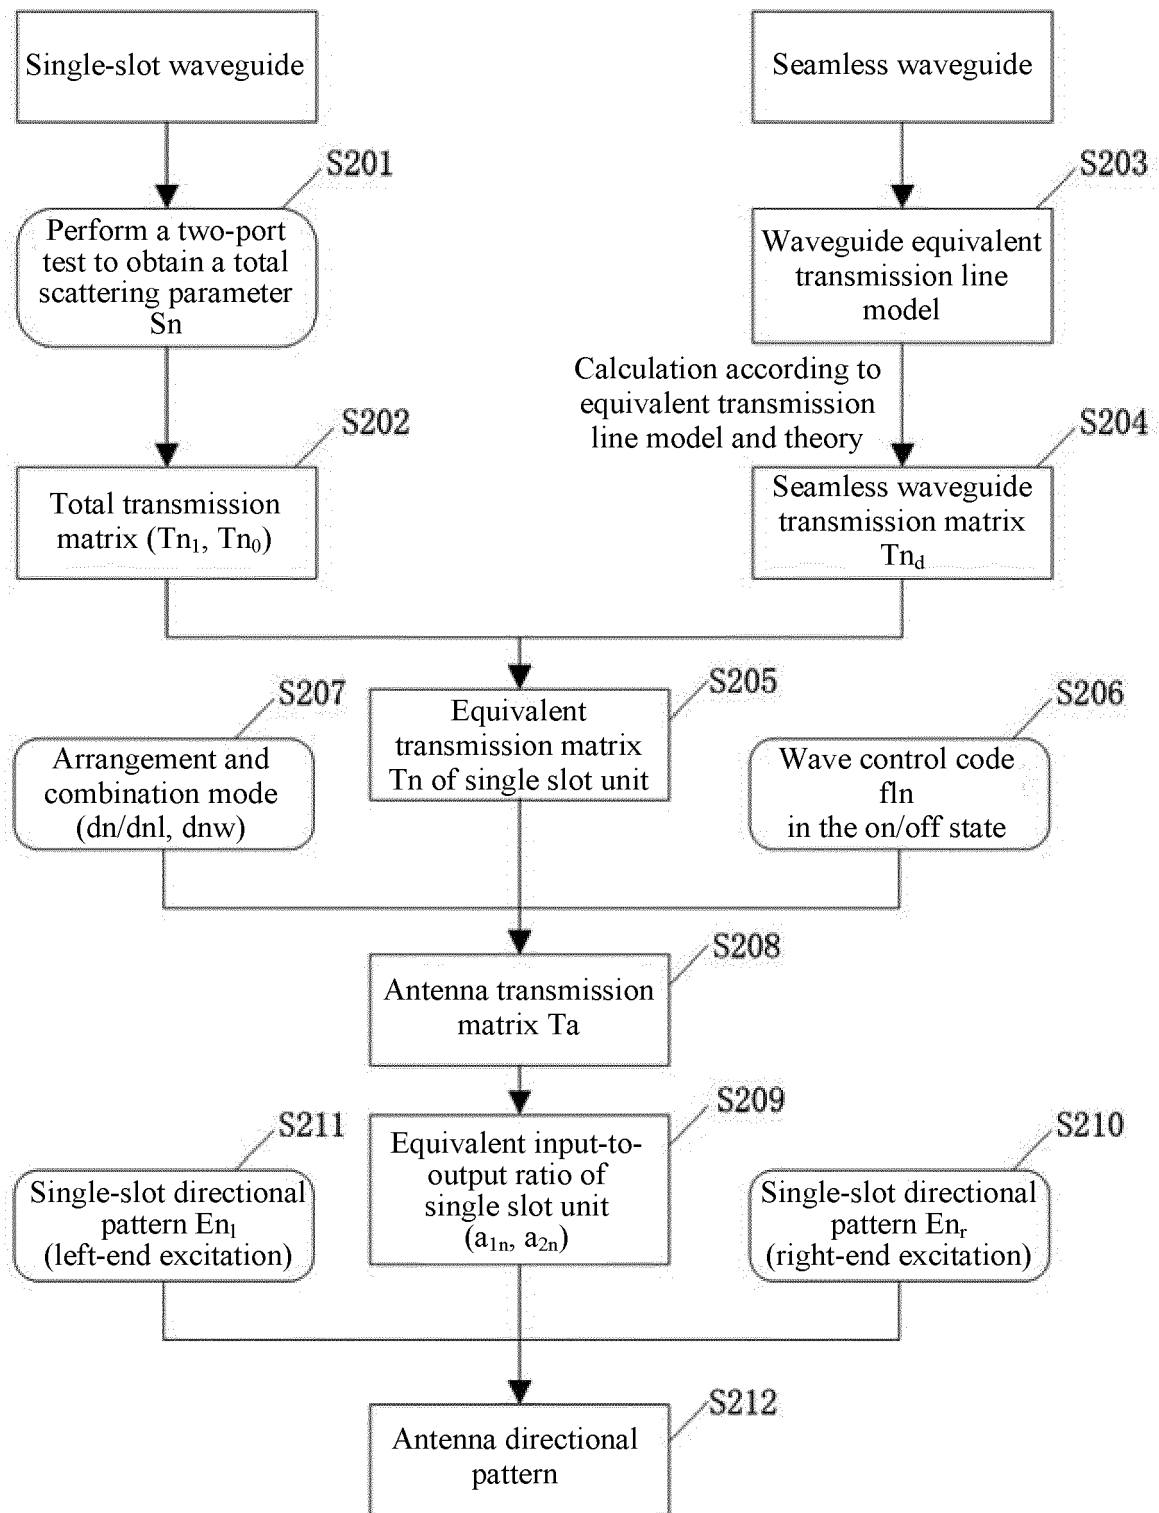 Single-slot waveguide
Seamless waveguide
S201
Perform a two-port
test to obtain a total
scattering parameter
Sn
S203
Waveguide equivalent
transmission line
model
Calculation according to
equivalent transmission
line model and theory
S202
Total transmission
matrix (Tn₁, Tn₀)
S204
Seamless waveguide
transmission matrix
Tn_d
S207
Arrangement and
combination mode
(dn/dnl, dnw)
S205
Equivalent
transmission matrix
Tn of single slot unit
S206
Wave control code
fln
in the on/off state
S208
Antenna transmission
matrix Ta
S211
Single-slot directional
pattern Enₗ
(left-end excitation)
S209
Equivalent input-to-
output ratio of
single slot unit
(a₁ₙ, a₂ₙ)
S210
Single-slot directional
pattern Enᵣ
(right-end excitation)
S212
Antenna directional
pattern